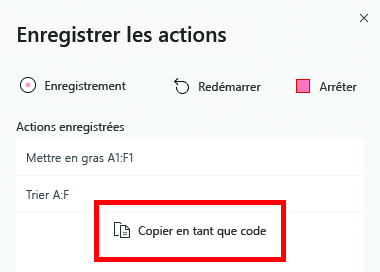 Enregistrer les actions
Enregistrement Redémarrer Arrêter
Actions enregistrées
Mettre en gras A1:F1
Trier A:F
Copier en tant que code